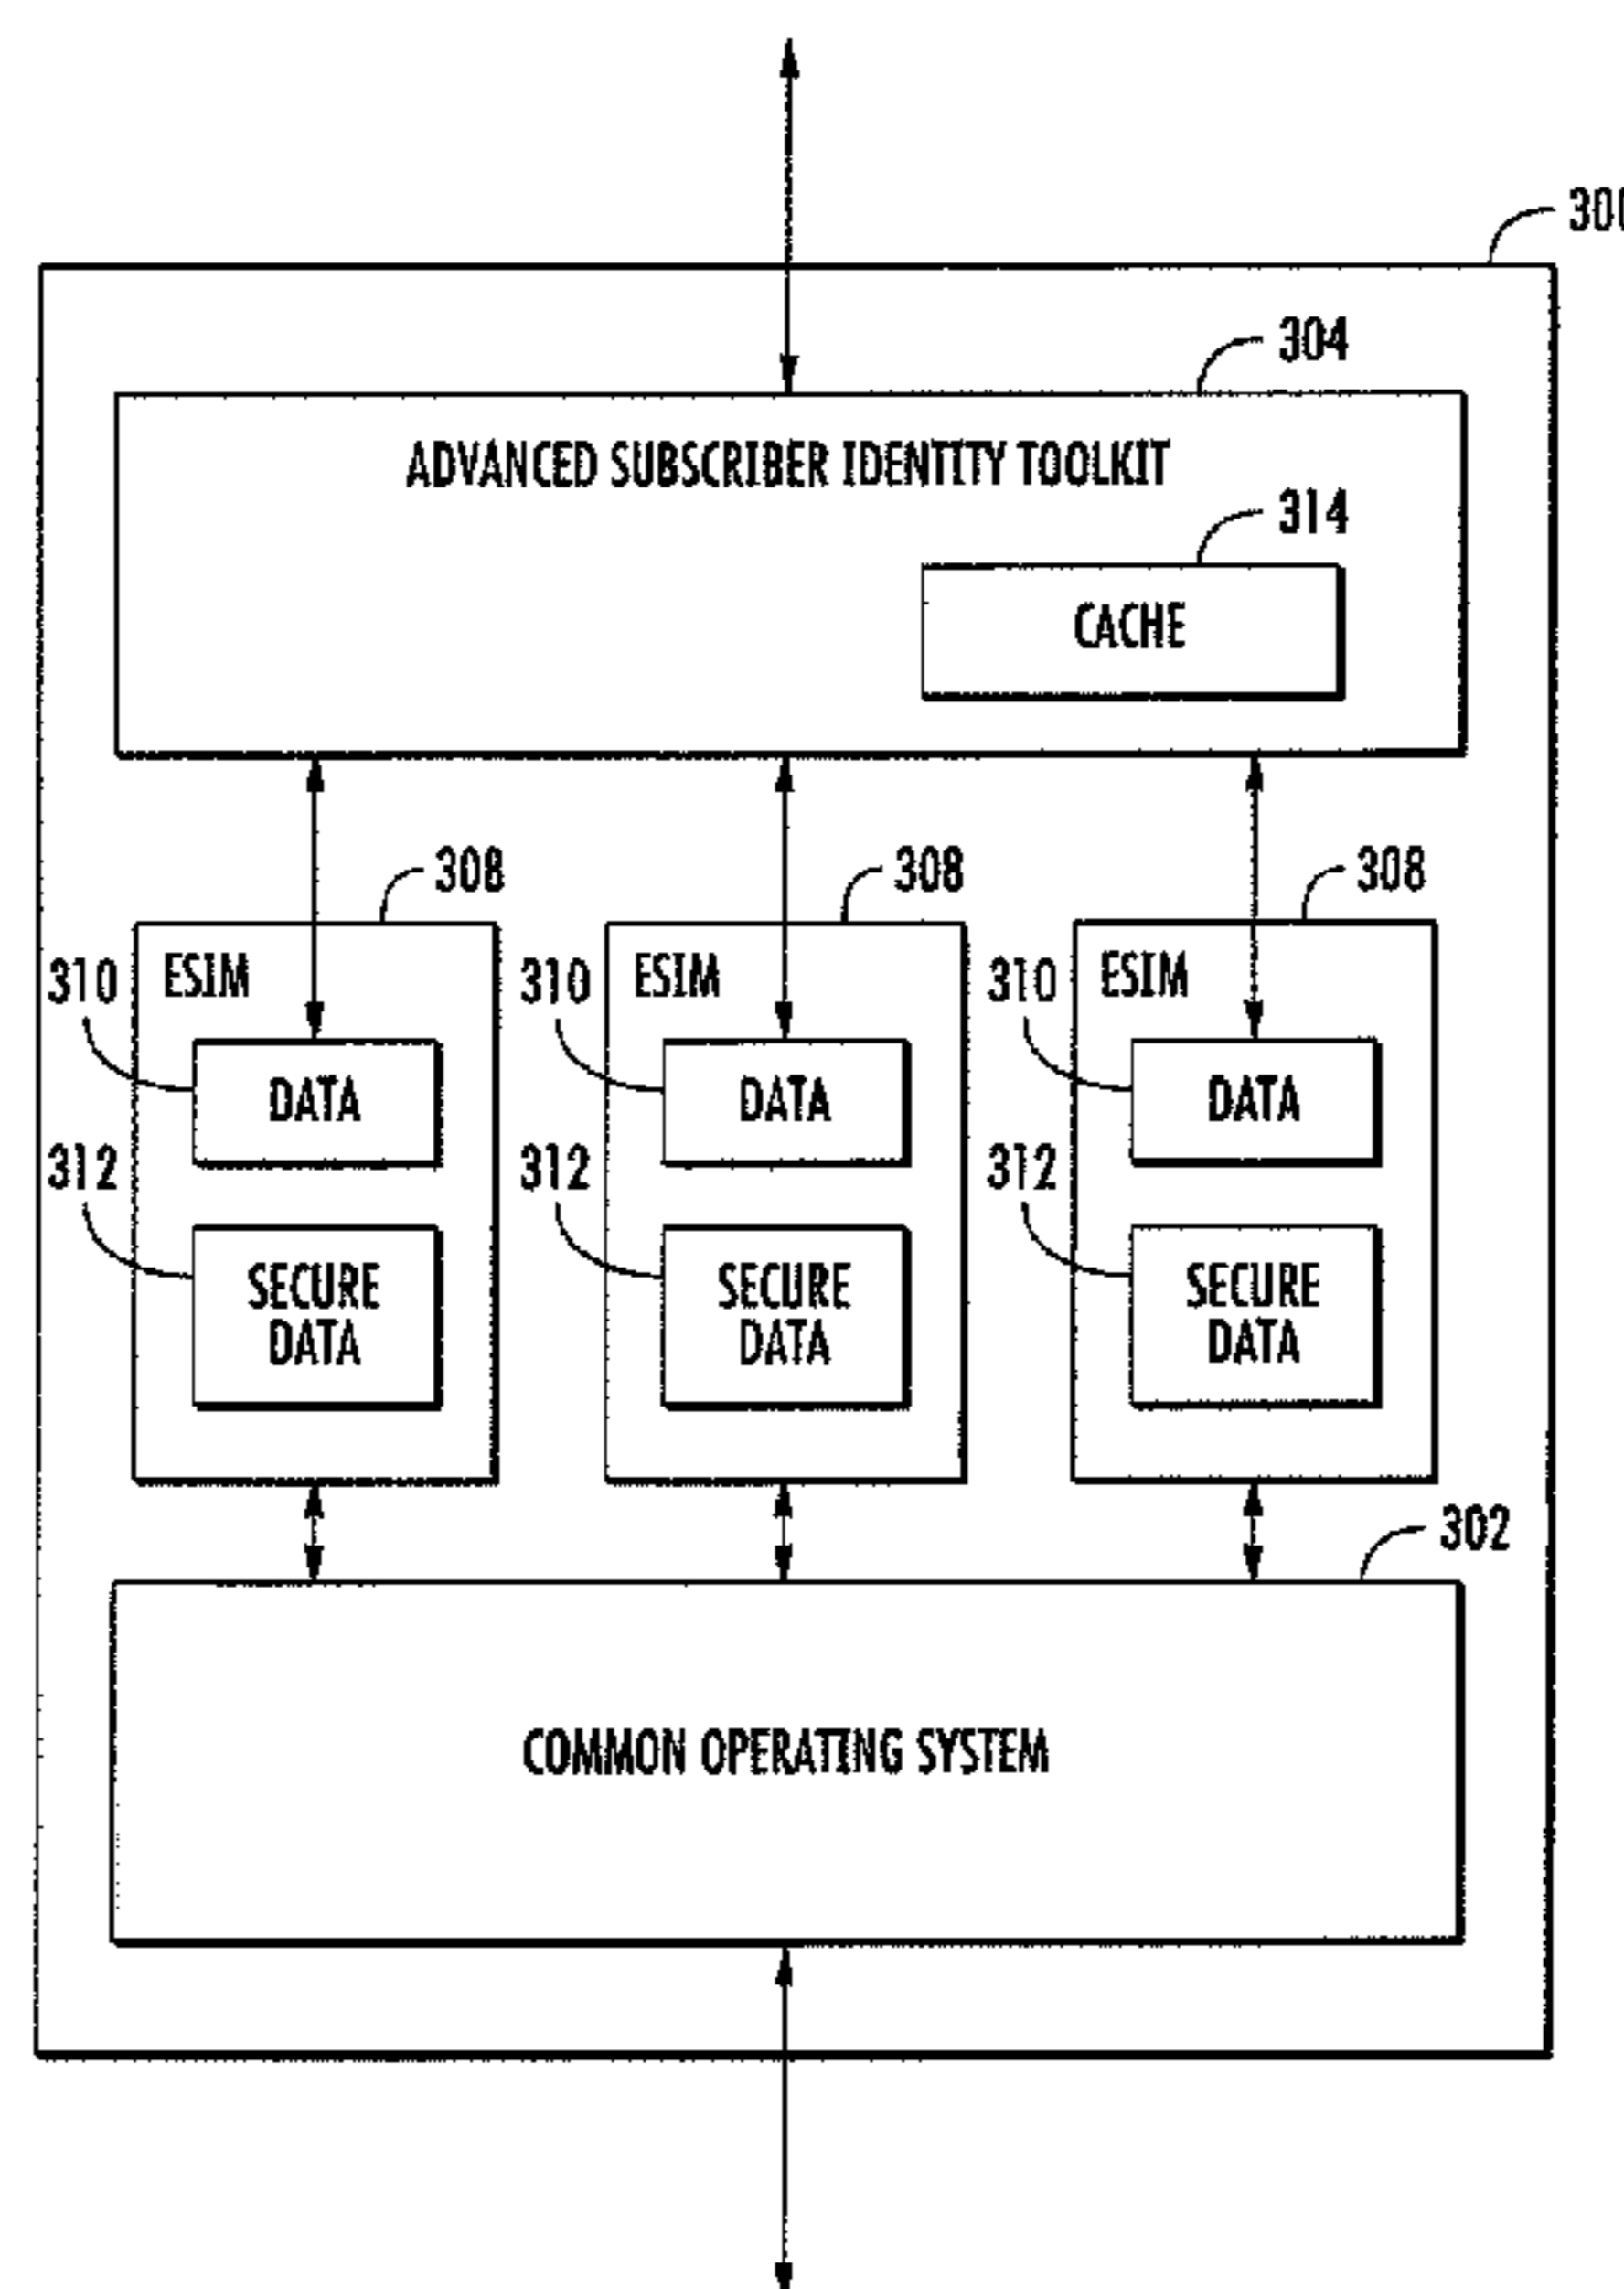 300
304
ADVANCED SUBSCRIBER IDENTITY TOOLKIT
314
CACHE
308 308 308
ESIM ESIM ESIM
310 310 310
DATA DATA DATA
312 312 312
SECURE SECURE SECURE
DATA DATA DATA
302
COMMON OPERATING SYSTEM